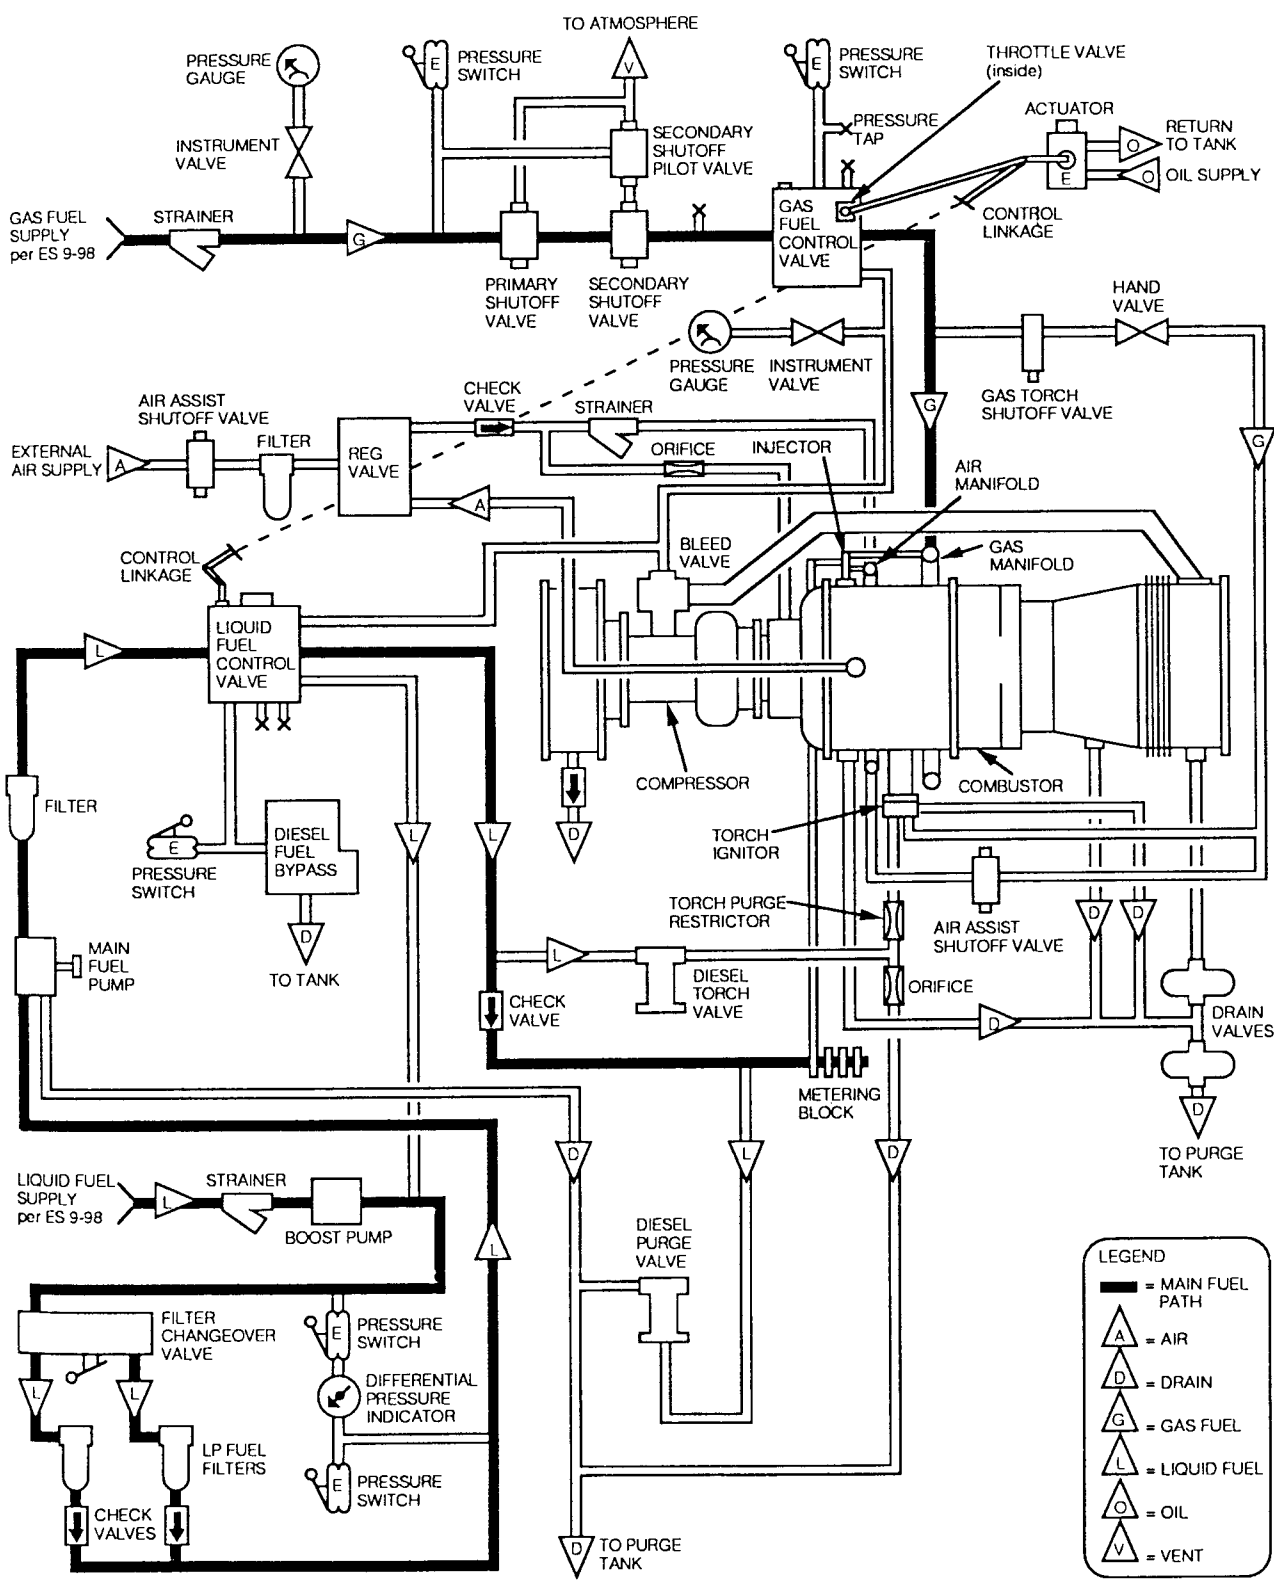 TO ATMOSPHERE
PRESSURE
GAUGE
E
PRESSURE
SWITCH
V
E
PRESSURE
SWITCH
THROTTLE VALVE
(inside)
ACTUATOR
PRESSURE
TAP
INSTRUMENT
VALVE
SECONDARY
SHUTOFF
PILOT VALVE
O
RETURN
TO TANK
E
O
OIL SUPPLY
GAS FUEL
SUPPLY
per ES 9-98
STRAINER
G
GAS
FUEL
CONTROL
VALVE
CONTROL
LINKAGE
PRIMARY
SHUTOFF
VALVE
SECONDARY
SHUTOFF
VALVE
HAND
VALVE
PRESSURE
GAUGE
INSTRUMENT
VALVE
GAS TORCH
SHUTOFF VALVE
G
G
AIR ASSIST
SHUTOFF VALVE
CHECK
VALVE
STRAINER
EXTERNAL
AIR SUPPLY
A
FILTER
REG
VALVE
ORIFICE
INJECTOR
AIR
MANIFOLD
A
CONTROL
LINKAGE
BLEED
VALVE
GAS
MANIFOLD
L
LIQUID
FUEL
CONTROL
VALVE
COMPRESSOR
COMBUSTOR
FILTER
E
PRESSURE
SWITCH
DIESEL
FUEL
BYPASS
L
L
D
TORCH
IGNITOR
TORCH PURGE
RESTRICTOR
AIR ASSIST
SHUTOFF VALVE
D
D
MAIN
FUEL
PUMP
D
TO TANK
L
DIESEL
TORCH
VALVE
ORIFICE
CHECK
VALVE
D
DRAIN
VALVES
METERING
BLOCK
D
TO PURGE
TANK
D
L
D
LIQUID FUEL
SUPPLY
per ES 9-98
L
STRAINER
BOOST PUMP
L
DIESEL
PURGE
VALVE
FILTER
CHANGEOVER
VALVE
E
PRESSURE
SWITCH
L
L
DIFFERENTIAL
PRESSURE
INDICATOR
LP FUEL
FILTERS
E
PRESSURE
SWITCH
CHECK
VALVES
D
TO PURGE
TANK
LEGEND
= MAIN FUEL
PATH
A = AIR
D = DRAIN
G = GAS FUEL
L = LIQUID FUEL
O = OIL
V = VENT